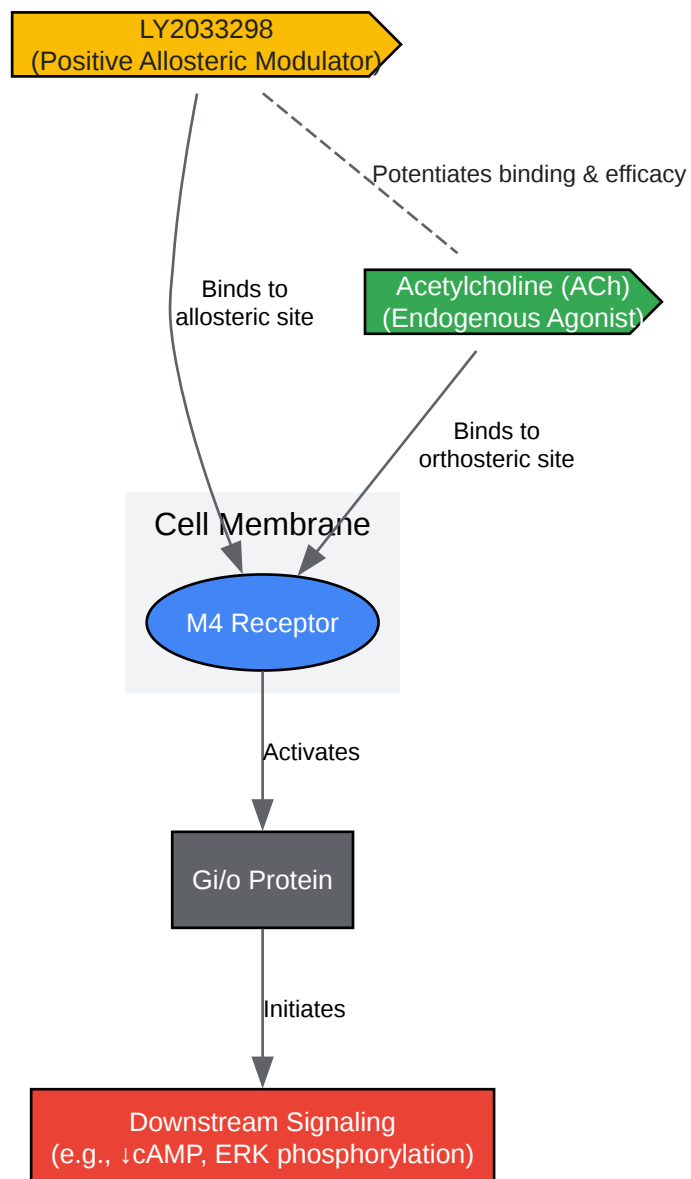 LY2033298
(Positive Allosteric Modulator)
Potentiates binding & efficacy
Acetylcholine (ACh)
(Endogenous Agonist)
Binds to
allosteric site
Binds to
orthosteric site
Cell Membrane
M4 Receptor
Activates
Gi/o Protein
Initiates
Downstream Signaling
(e.g., ↓cAMP, ERK phosphorylation)